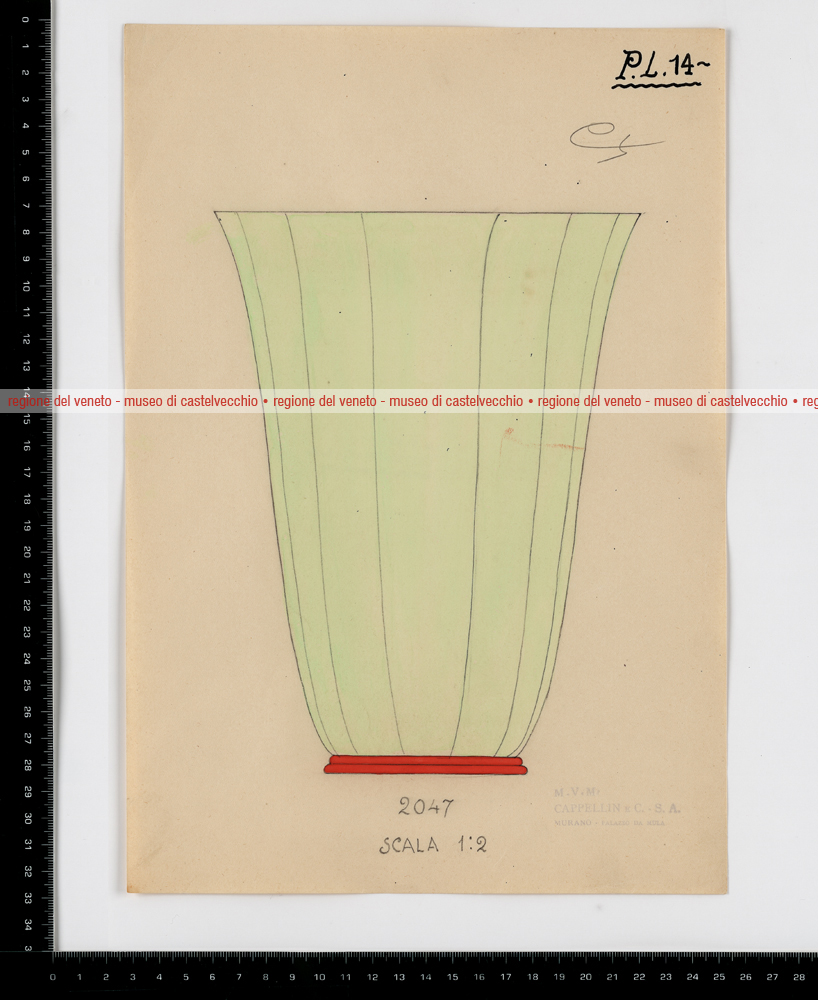 P.L.14~
regione del veneto - museo di castelvecchio • regione del veneto - museo di castelvecchio • regione del veneto - museo di castelvecchio • reg
2047
SCALA 1:2
M.V.M.
CAPPELLIN & C. - S. A.
MURANO -
0 1 2 3 4 5 6 7 8 9 10 11 12 13 15 16 17 18 19 20 21 22 23 24 25 26 27 28 29 30 31 32 33 34 3
0 1 2 3 4 5 6 7 8 9 10 11 12 13 14 15 16 17 18 19 20 21 22 23 24 25 26 27 28